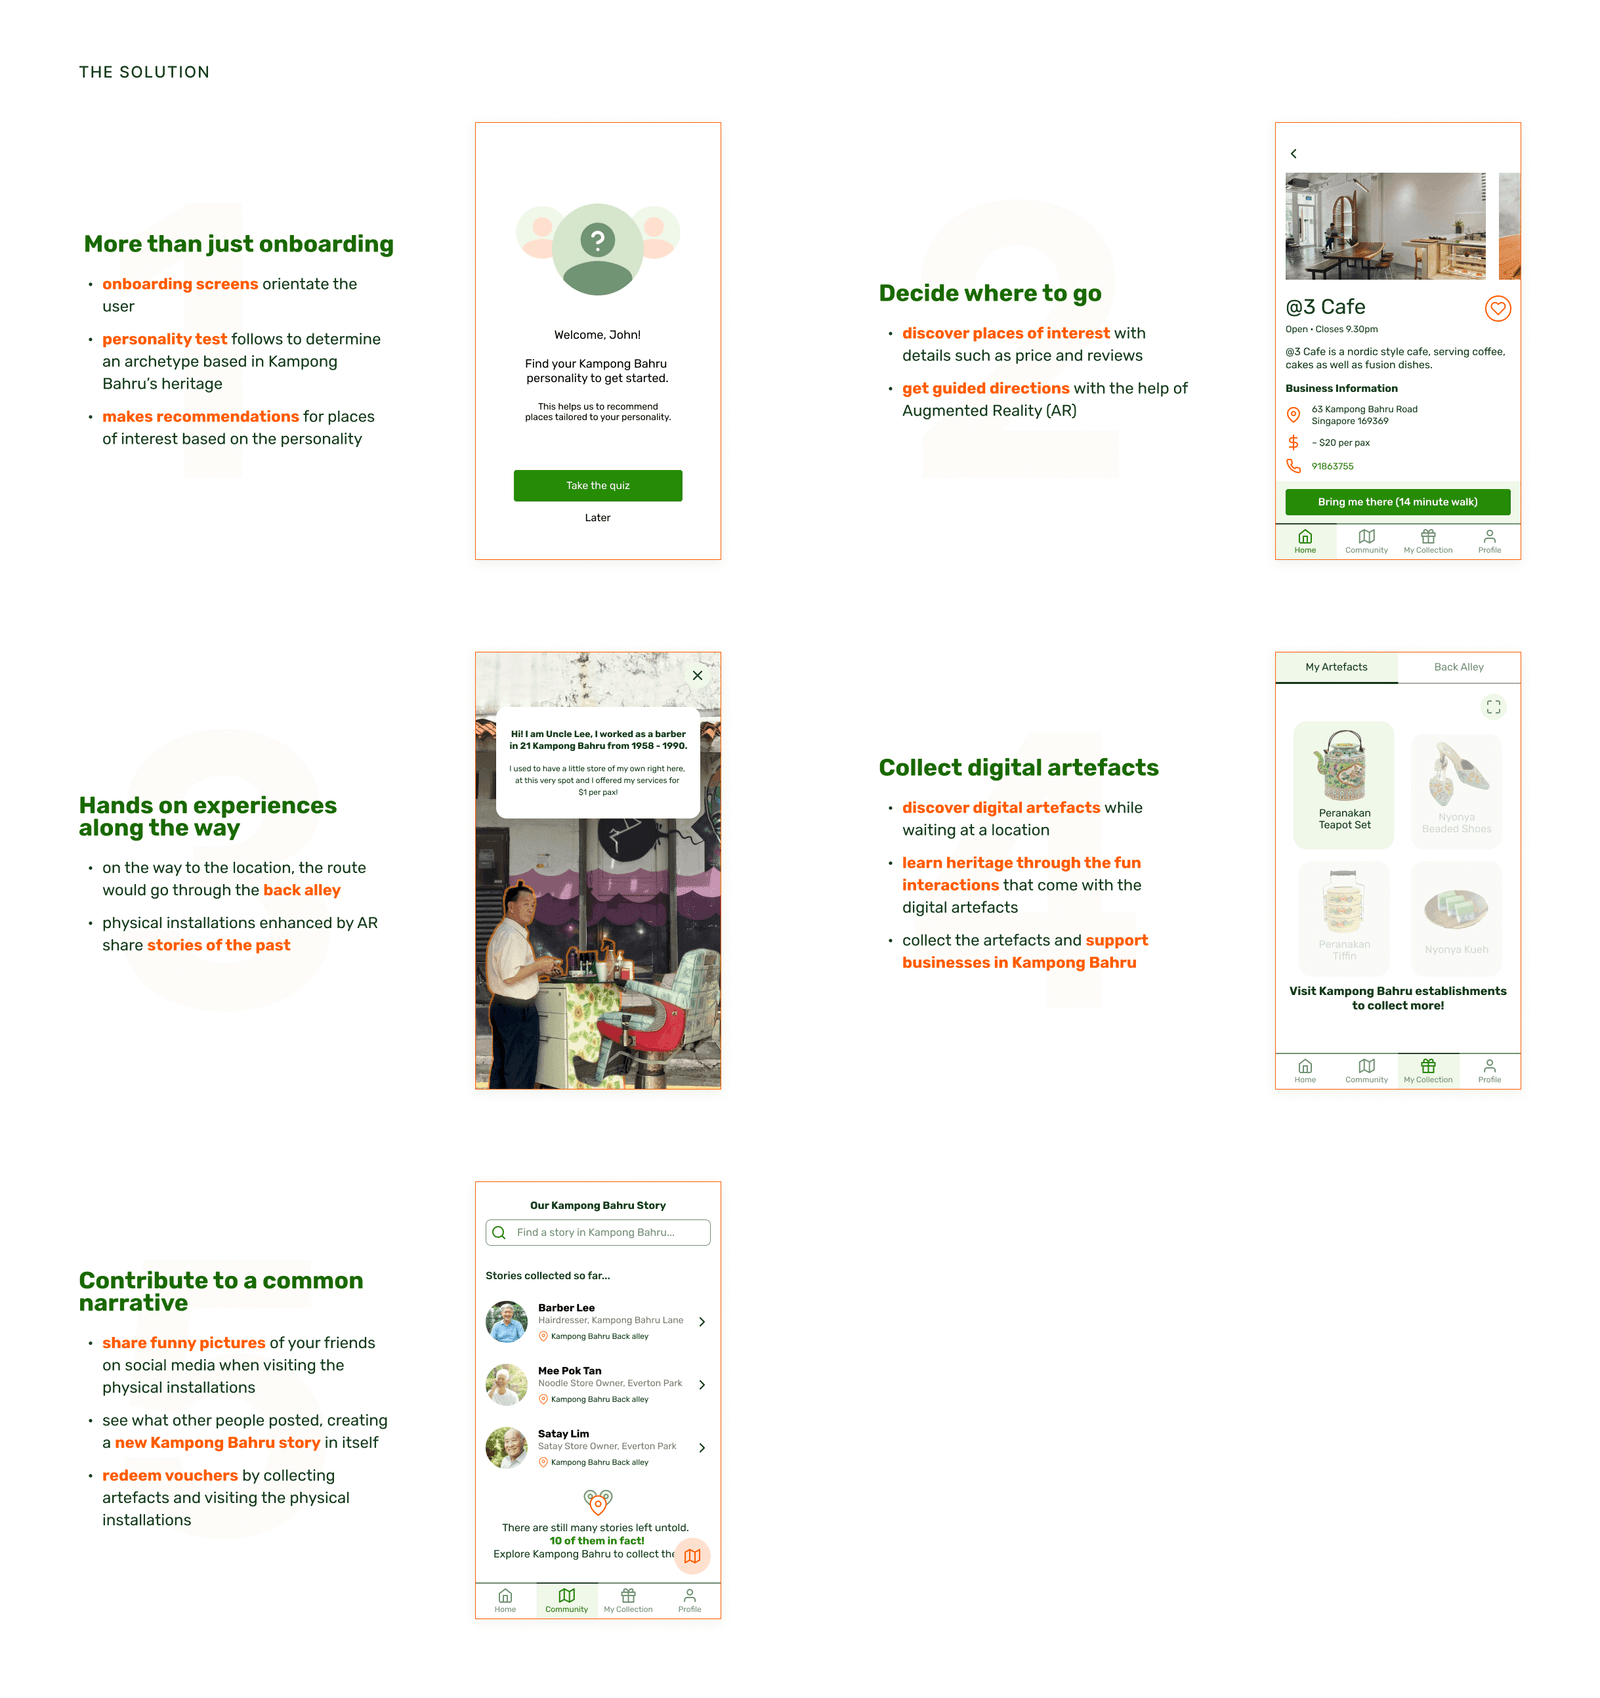 THE SOLUTION
1
More than just onboarding
• onboarding screens orientate the
user
• personality test follows to determine
an archetype based in Kampong
Bahru's heritage
• makes recommendations for places
of interest based on the personality
?
Welcome, John!
Find your Kampong Bahru
personality to get started.
This helps us to recommend
places tailored to your personality.
Take the quiz
Later
2
Decide where to go
• discover places of interest with
details such as price and reviews
• get guided directions with the help of
Augmented Reality (AR)
@3 Cafe
Open • Closes 9.30pm
@3 Cafe is a nordic style cafe, serving coffee,
cakes as well as fusion dishes.
Business Information
63 Kampong Bahru Road
Singapore 169369
$ ~ $20 per pax
91863755
Bring me there (14 minute walk)
Home Community My Collection Profile
3
Hands on experiences
along the way
• on the way to the location, the route
would go through the back alley
• physical installations enhanced by AR
share stories of the past
Hi! I am Uncle Lee, I worked as a barber
in 21 Kampong Bahru from 1958 - 1990.
I used to have a little store of my own right here,
at this very spot and I offered my services for
$1 per pax!
4
Collect digital artefacts
• discover digital artefacts while
waiting at a location
• learn heritage through the fun
interactions that come with the
digital artefacts
• collect the artefacts and support
businesses in Kampong Bahru
My Artefacts Back Alley
Peranakan
Teapot Set
Nyonya
Beaded Shoes
Peranakan
Tiffin
Nyonya Kueh
Visit Kampong Bahru establishments
to collect more!
Home Community My Collection Profile
5
Contribute to a common
narrative
• share funny pictures of your friends
on social media when visiting the
physical installations
• see what other people posted, creating
a new Kampong Bahru story in itself
• redeem vouchers by collecting
artefacts and visiting the physical
installations
Our Kampong Bahru Story
Find a story in Kampong Bahru...
Stories collected so far...
Barber Lee
Hairdresser, Kampong Bahru Lane
Kampong Bahru Back alley
Mee Pok Tan
Noodle Store Owner, Everton Park
Kampong Bahru Back alley
Satay Lim
Satay Store Owner, Everton Park
Kampong Bahru Back alley
There are still many stories left untold.
10 of them in fact!
Explore Kampong Bahru to collect the
Home Community My Collection Profile